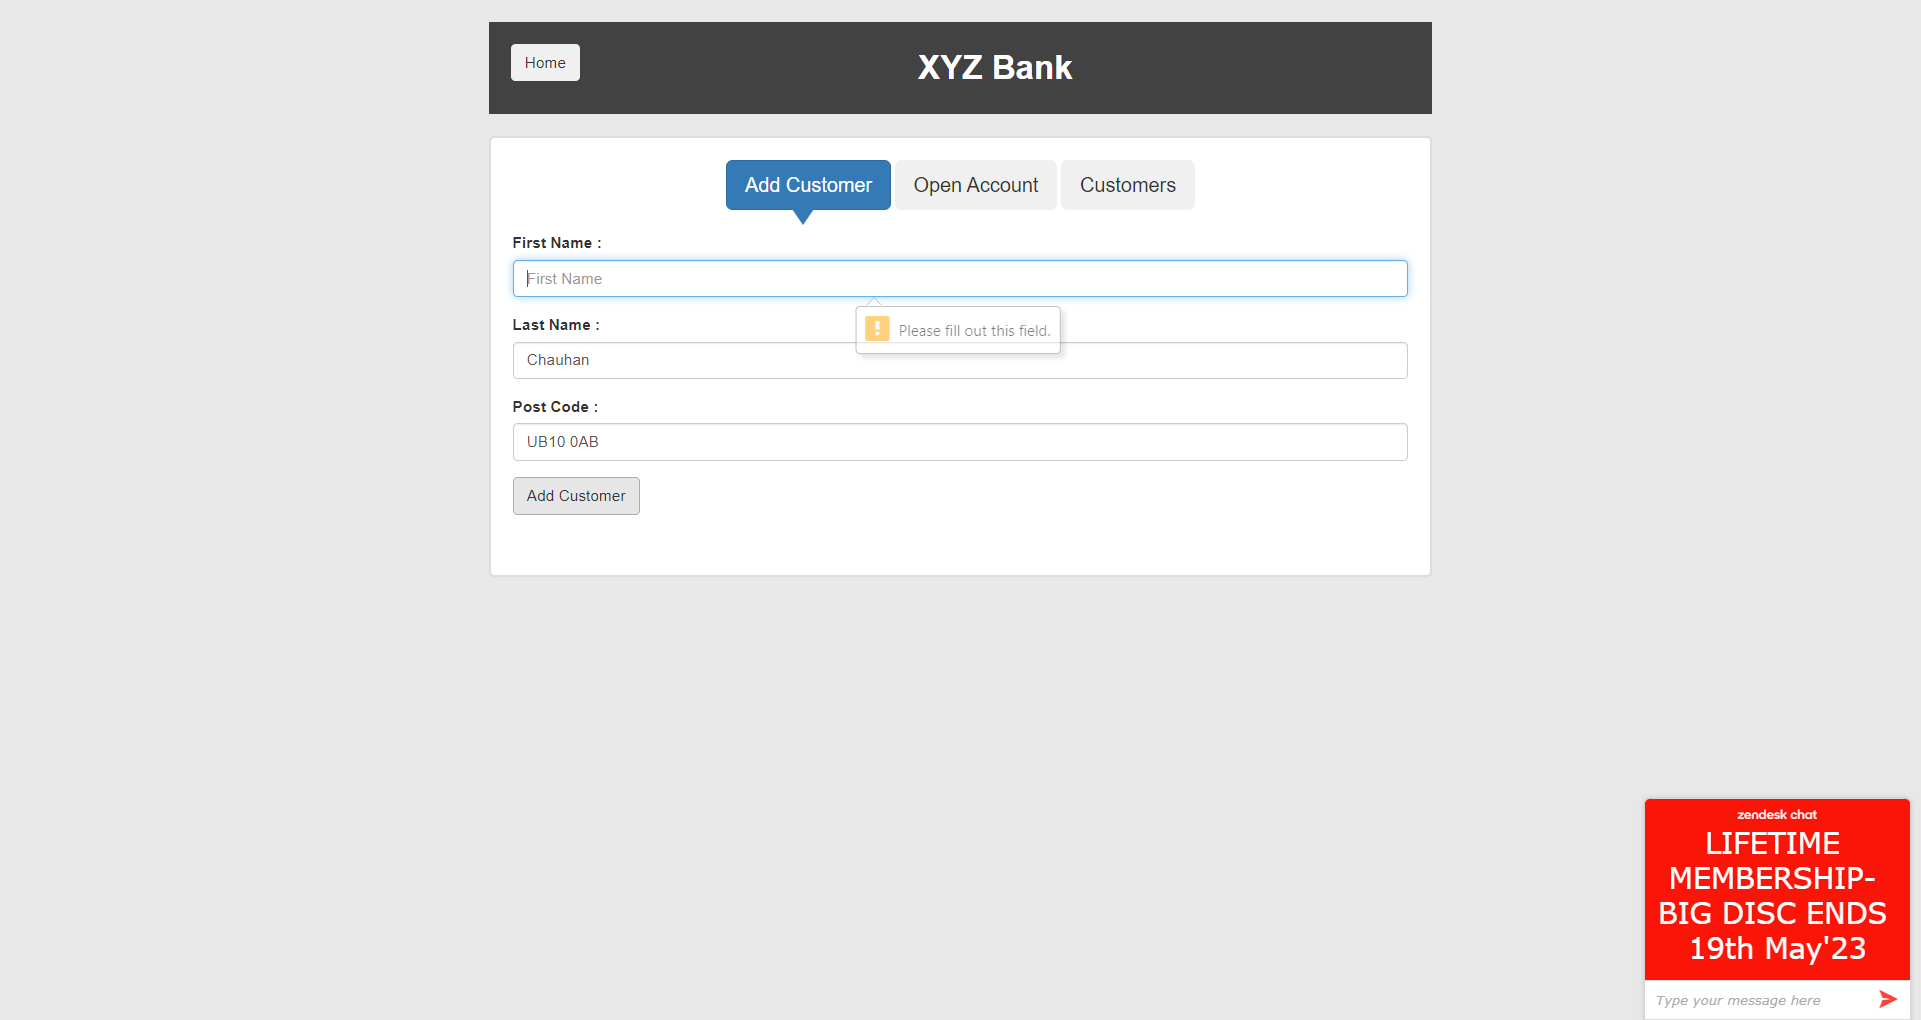 Home
XYZ Bank
Add Customer
Open Account
Customers
First Name :
First Name
Please fill out this field.
Last Name :
Chauhan
Post Code :
UB10 0AB
Add Customer
zendesk chat
LIFETIME
MEMBERSHIP-
BIG DISC ENDS
19th May'23
Type your message here